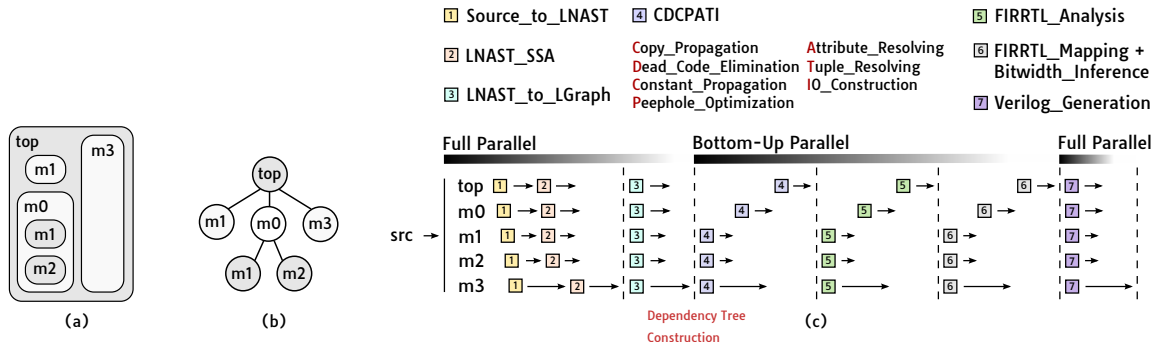 1 Source_to_LNAST
2 LNAST_SSA
3 LNAST_to_LGraph
4 CDCPATI
Copy_Propagation
Dead_Code_Elimination
Constant_Propagation
Peephole_Optimization
Attribute_Resolving
Tuple_Resolving
IO_Construction
5 FIRRTL_Analysis
6 FIRRTL_Mapping +
Bitwidth_Inference
7 Verilog_Generation
top
m1
m0
m1
m2
m3
(a)
top
m1 m0 m3
m1 m2
(b)
Full Parallel Bottom-Up Parallel Full Parallel
src
top 1 2 3 4 5 6 7
m0 1 2 3 4 5 6 7
m1 1 2 3 4 5 6 7
m2 1 2 3 4 5 6 7
m3 1 2 3 4 5 6 7
Dependency Tree
Construction
(c)